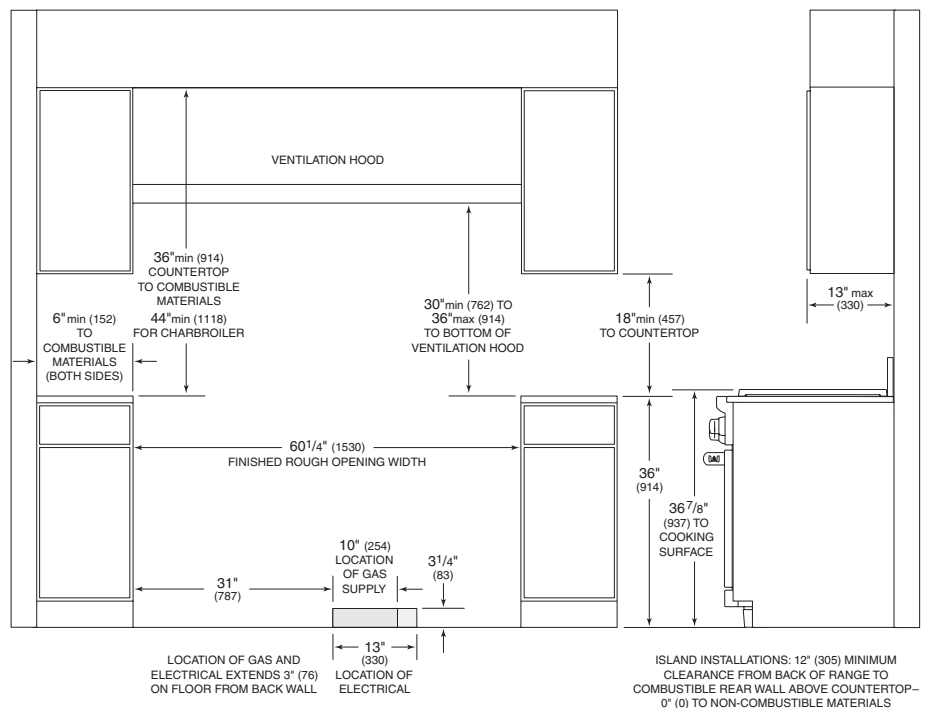 VENTILATION HOOD
36"min (914)
COUNTERTOP
TO COMBUSTIBLE
MATERIALS
44"min (1118)
FOR CHARBROILER
6"min (152)
TO
COMBUSTIBLE
MATERIALS
(BOTH SIDES)
30"min (762) TO
36"max (914)
TO BOTTOM OF
VENTILATION HOOD
18"min (457)
TO COUNTERTOP
13" max
(330)
60 1/4" (1530)
FINISHED ROUGH OPENING WIDTH
36"
(914)
36 7/8"
(937) TO
COOKING
SURFACE
31"
(787)
10" (254)
LOCATION
OF GAS
SUPPLY
3 1/4"
(83)
13"
(330)
LOCATION OF
ELECTRICAL
LOCATION OF GAS AND
ELECTRICAL EXTENDS 3" (76)
ON FLOOR FROM BACK WALL
ISLAND INSTALLATIONS: 12" (305) MINIMUM
CLEARANCE FROM BACK OF RANGE TO
COMBUSTIBLE REAR WALL ABOVE COUNTERTOP–
0" (0) TO NON-COMBUSTIBLE MATERIALS